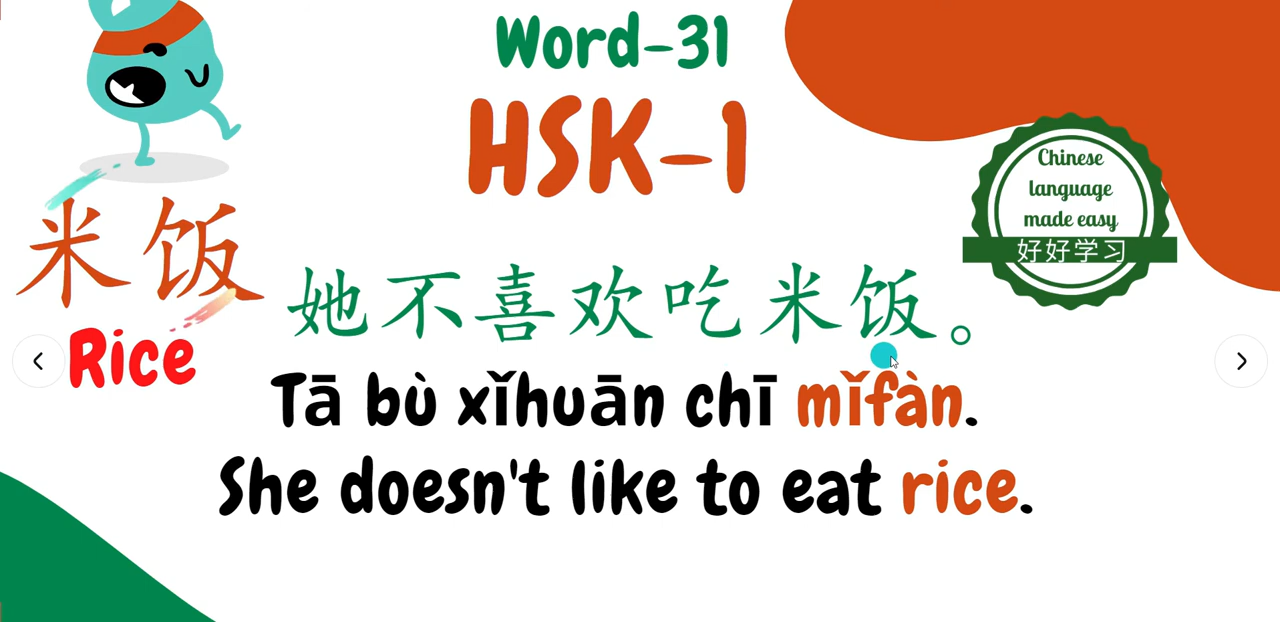 Word-31
HSK-1
Chinese
language
made easy
好好学习
米饭
Rice
她不喜欢吃米饭。
Tā bù xǐhuān chī mǐfàn.
She doesn't like to eat rice.